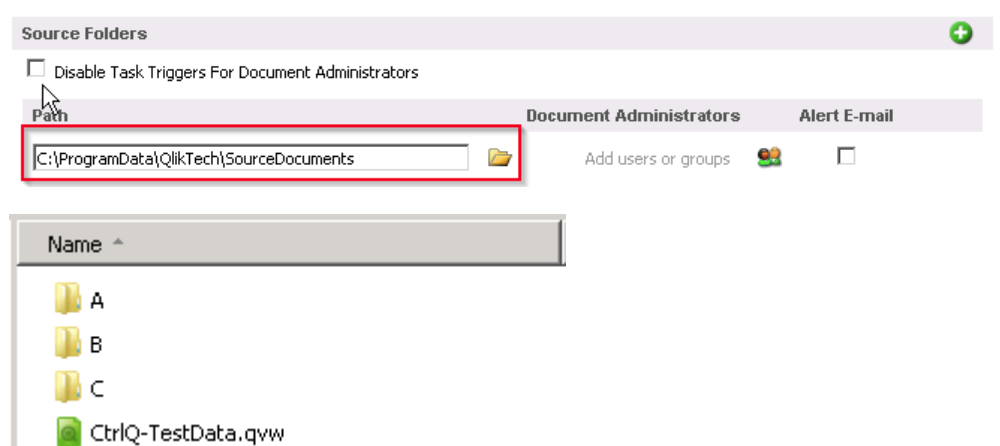 Source Folders
Disable Task Triggers For Document Administrators
Path Document Administrators Alert E-mail
C:\ProgramData\QlikTech\SourceDocuments Add users or groups
Name
A
B
C
CtrlQ-TestData.qvw